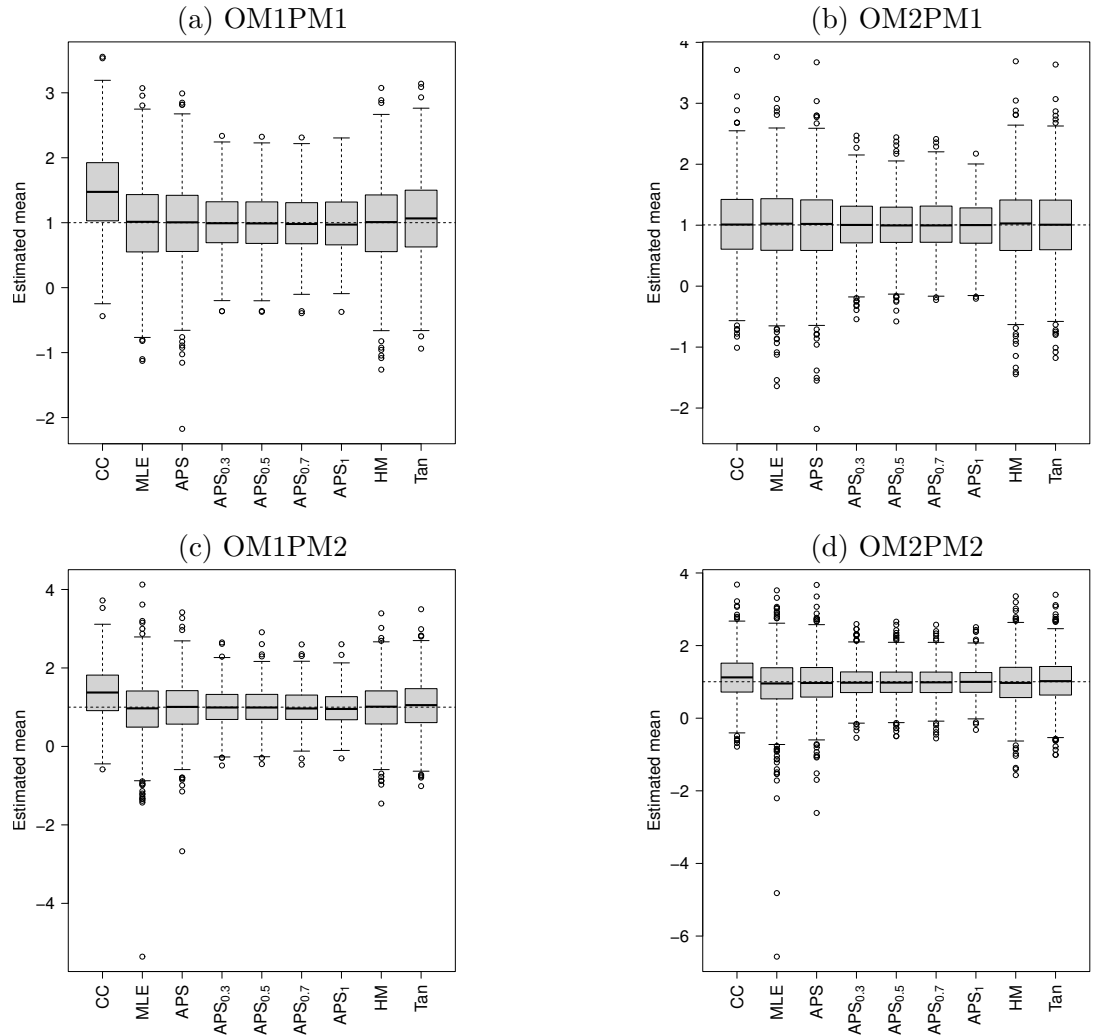 (a) OM1PM1
Estimated mean
3
2
1
0
−1
−2
CC
MLE
APS
APS0.3
APS0.5
APS0.7
APS1
HM
Tan
(b) OM2PM1
Estimated mean
4
3
2
1
0
−1
−2
CC
MLE
APS
APS0.3
APS0.5
APS0.7
APS1
HM
Tan
(c) OM1PM2
Estimated mean
4
2
0
−2
−4
CC
MLE
APS
APS0.3
APS0.5
APS0.7
APS1
HM
Tan
(d) OM2PM2
Estimated mean
4
2
0
−2
−4
−6
CC
MLE
APS
APS0.3
APS0.5
APS0.7
APS1
HM
Tan